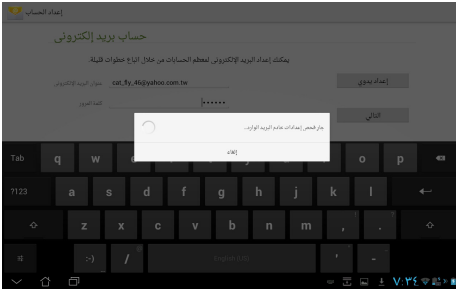 إعداد الحساب
حساب بريد إلكتروني
يمكنك إعداد البريد الإلكتروني لمعظم الحسابات من خلال اتباع خطوات قليلة.
عنوان البريد الإلكتروني cat_fly_46@yahoo.com.tw إعداد يدوي
كلمة المرور ••••••
التالي
جارٍ فحص إعدادات خادم البريد الوارد...
إلغاء
Tab q w o p
?123 a s d f g h j k l
z x c v b n m , .
:-) / English (US) ' -
٧:٣٤